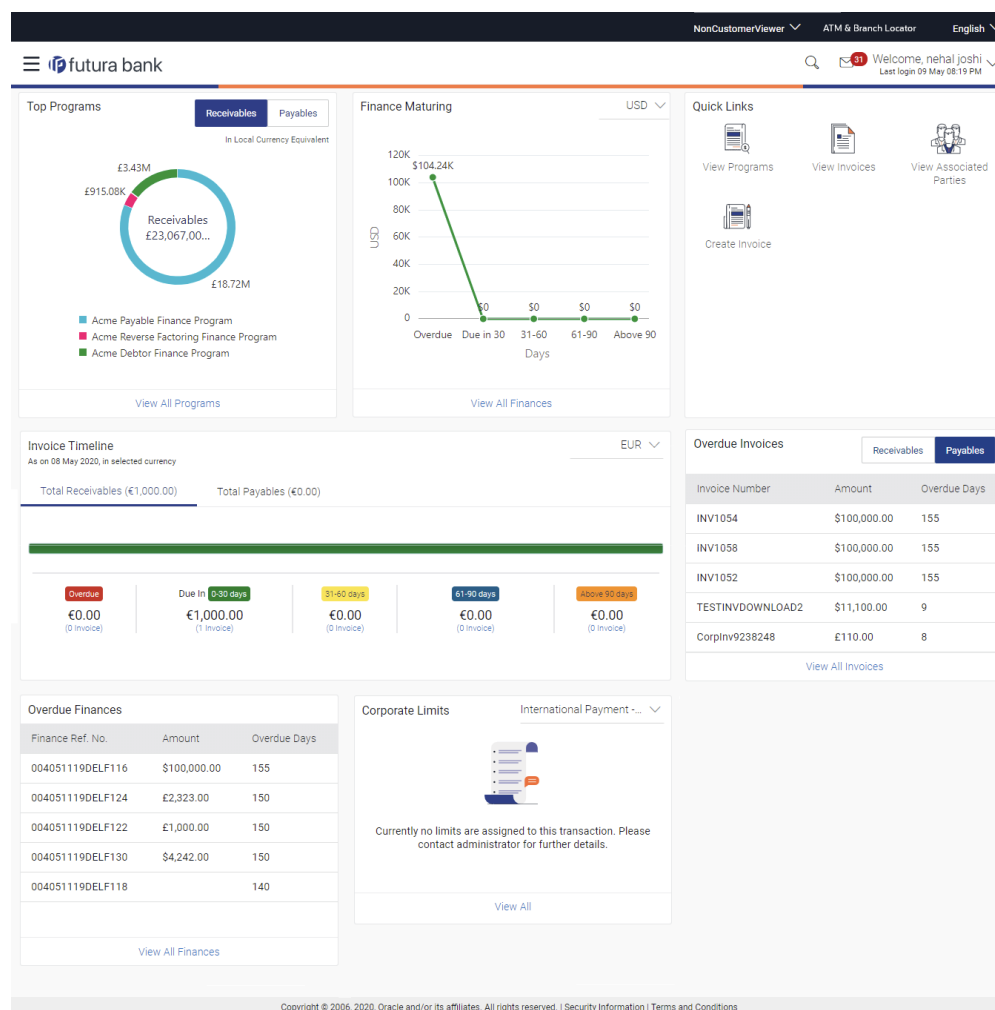 NonCustomerViewer ATM & Branch Locator English
futura bank
31
Welcome, nehal joshi
Last login 09 May 08:19 PM
Top Programs
Receivables Payables
In Local Currency Equivalent
£3.43M
£915.08K
Receivables
£23,067,00...
£18.72M
Acme Payable Finance Program
Acme Reverse Factoring Finance Program
Acme Debtor Finance Program
View All Programs
Finance Maturing
USD
120K
$104.24K
100K
80K
60K
40K
20K
0
USD
$0 $0 $0 $0
Overdue Due in 30 31-60 61-90 Above 90
Days
View All Finances
Quick Links
View Programs View Invoices View Associated
Parties
Create Invoice
Invoice Timeline
As on 08 May 2020, in selected currency
EUR
Total Receivables (€1,000.00) Total Payables (€0.00)
Overdue Due In 0-30 days 31-60 days 61-90 days Above 90 days
€0.00 €1,000.00 €0.00 €0.00 €0.00
(0 Invoice) (1 Invoice) (0 Invoice) (0 Invoice) (0 Invoice)
Overdue Invoices
Receivables Payables
Invoice Number Amount Overdue Days
INV1054 $100,000.00 155
INV1058 $100,000.00 155
INV1052 $100,000.00 155
TESTINVDOWNLOAD2 $11,100.00 9
CorpInv9238248 £110.00 8
View All Invoices
Overdue Finances
Finance Ref. No. Amount Overdue Days
004051119DELF116 $100,000.00 155
004051119DELF124 £2,323.00 150
004051119DELF122 £1,000.00 150
004051119DELF130 $4,242.00 150
004051119DELF118 140
View All Finances
Corporate Limits
International Payment -...
Currently no limits are assigned to this transaction. Please
contact administrator for further details.
View All
Copyright © 2006, 2020, Oracle and/or its affiliates. All rights reserved. | Security Information | Terms and Conditions